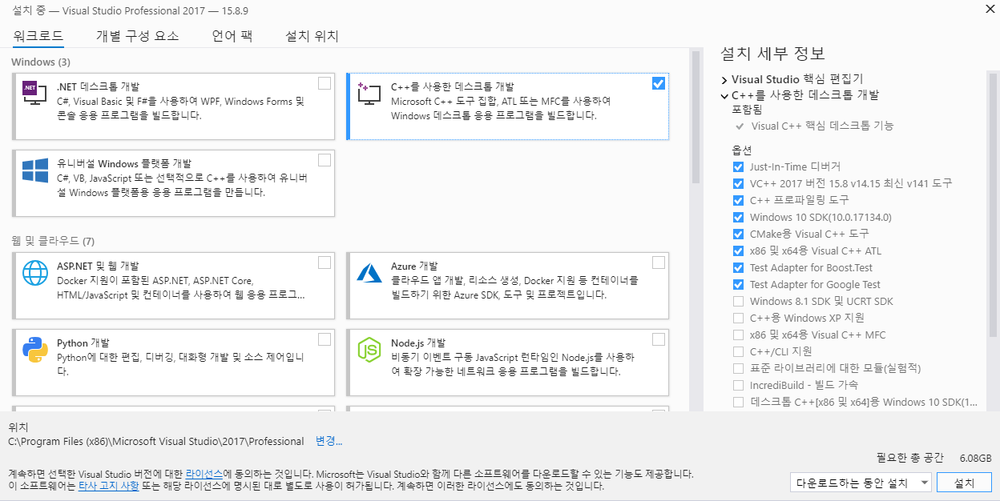 설치 중 — Visual Studio Professional 2017 — 15.8.9
워크로드 개별 구성 요소 언어 팩 설치 위치
Windows (3)
.NET
.NET 데스크톱 개발
C#, Visual Basic 및 F#을 사용하여 WPF, Windows Forms 및
콘솔 응용 프로그램을 빌드합니다.
C++를 사용한 데스크톱 개발
Microsoft C++ 도구 집합, ATL 또는 MFC를 사용하여
Windows 데스크톱 응용 프로그램을 빌드합니다.
유니버설 Windows 플랫폼 개발
C#, VB, JavaScript 또는 선택적으로 C++를 사용하여 유니버
설 Windows 플랫폼용 응용 프로그램을 만듭니다.
웹 및 클라우드 (7)
ASP.NET 및 웹 개발
Docker 지원이 포함된 ASP.NET, ASP.NET Core,
HTML/JavaScript 및 컨테이너를 사용하여 웹 응용 프로그...
Azure 개발
클라우드 앱 개발, 리소스 생성, Docker 지원 등 컨테이너를
빌드하기 위한 Azure SDK, 도구 및 프로젝트입니다.
Python 개발
Python에 대한 편집, 디버깅, 대화형 개발 및 소스 제어입니
다.
JS
Node.js 개발
비동기 이벤트 구동 JavaScript 런타임인 Node.js를 사용하
여 확장 가능한 네트워크 응용 프로그램을 빌드합니다.
설치 세부 정보
Visual Studio 핵심 편집기
C++를 사용한 데스크톱 개발
포함됨
Visual C++ 핵심 데스크톱 기능
옵션
Just-In-Time 디버거
VC++ 2017 버전 15.8 v14.15 최신 v141 도구
C++ 프로파일링 도구
Windows 10 SDK(10.0.17134.0)
CMake용 Visual C++ 도구
x86 및 x64용 Visual C++ ATL
Test Adapter for Boost.Test
Test Adapter for Google Test
Windows 8.1 SDK 및 UCRT SDK
C++용 Windows XP 지원
x86 및 x64용 Visual C++ MFC
C++/CLI 지원
표준 라이브러리에 대한 모듈(실험적)
IncrediBuild - 빌드 가속
데스크톱 C++[x86 및 x64]용 Windows 10 SDK(1...
위치
C:\Program Files (x86)\Microsoft Visual Studio\2017\Professional 변경...
필요한 총 공간 6.08GB
계속하면 선택한 Visual Studio 버전에 대한 라이선스에 동의하는 것입니다. Microsoft는 Visual Studio와 함께 다른 소프트웨어를 다운로드할 수 있는 기능도 제공합니다.
이 소프트웨어는 타사 고지 사항 또는 해당 라이선스에 명시된 대로 별도로 사용이 허가됩니다. 계속하면 이러한 라이선스에도 동의하는 것입니다.
다운로드하는 동안 설치 설치